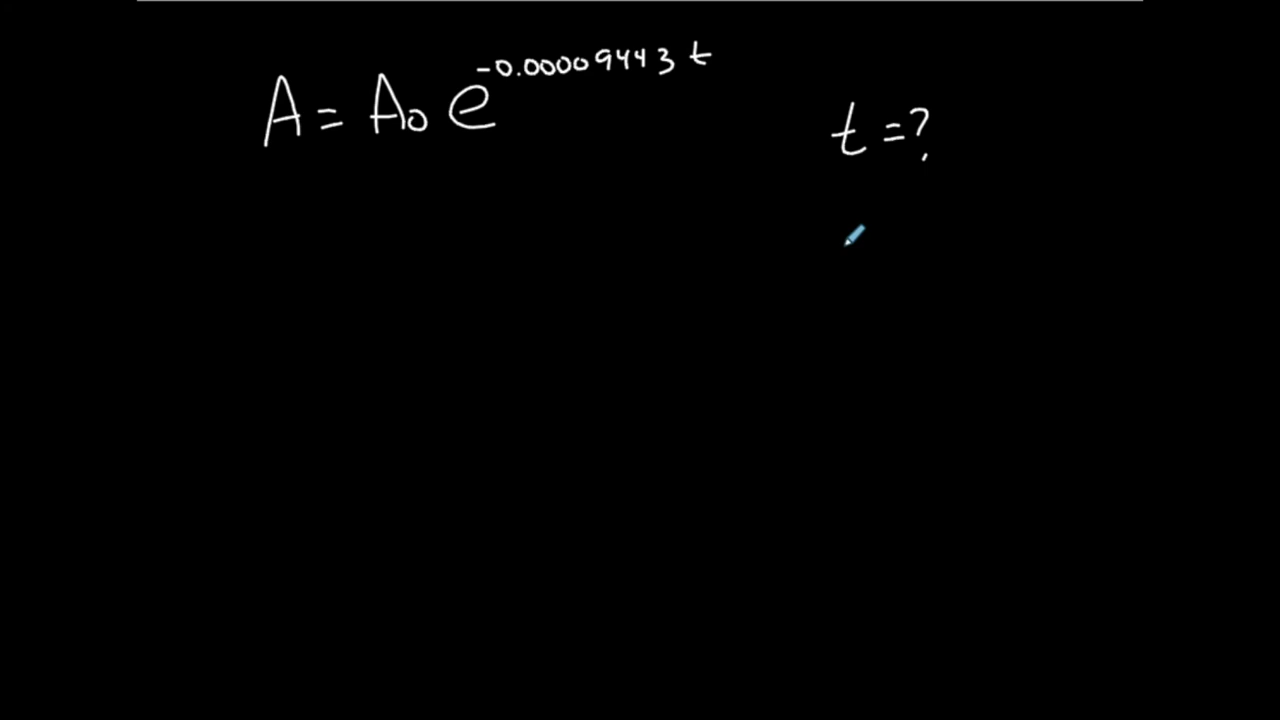 A = A₀ e^{-0.00009443 t}
t = ?